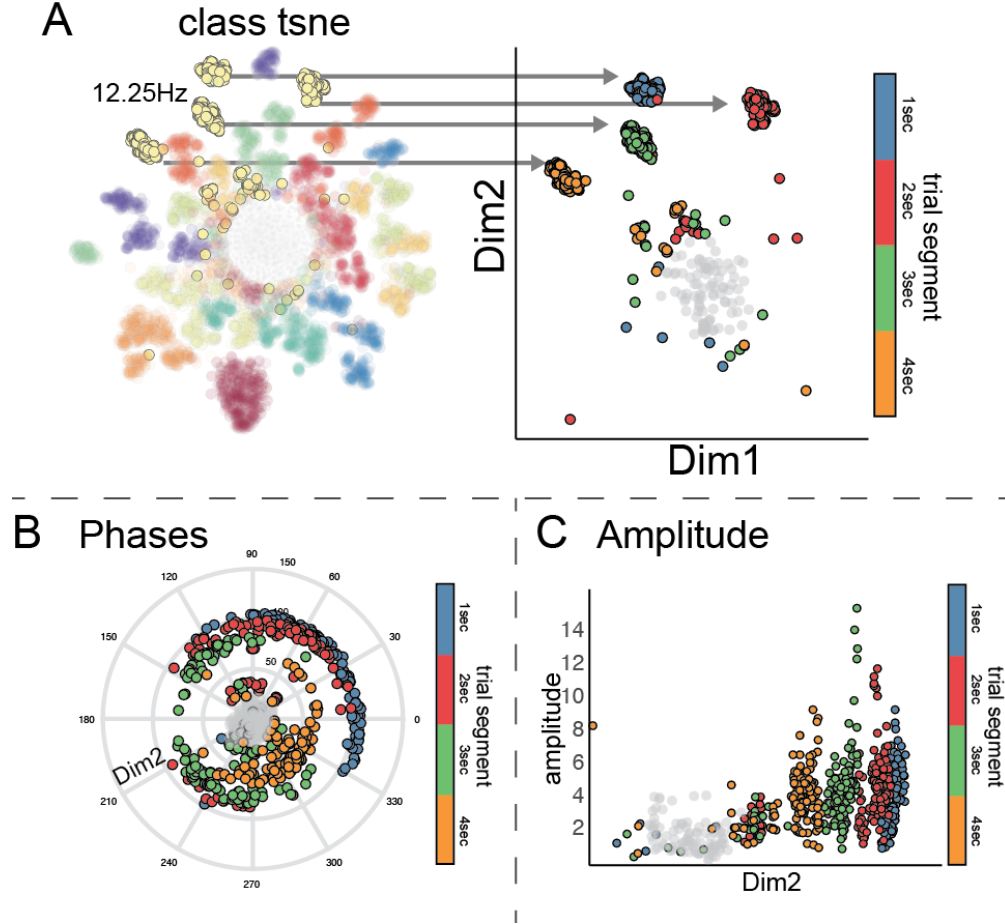 A class tsne
12.25Hz
Dim2
Dim1
1sec
2sec
3sec
4sec
trial segment
B Phases
90
120
150
60
150
100
30
50
180
0
Dim2
210
330
240
300
270
1sec
2sec
3sec
4sec
trial segment
C Amplitude
14
12
10
8
6
4
2
amplitude
Dim2
1sec
2sec
3sec
4sec
trial segment